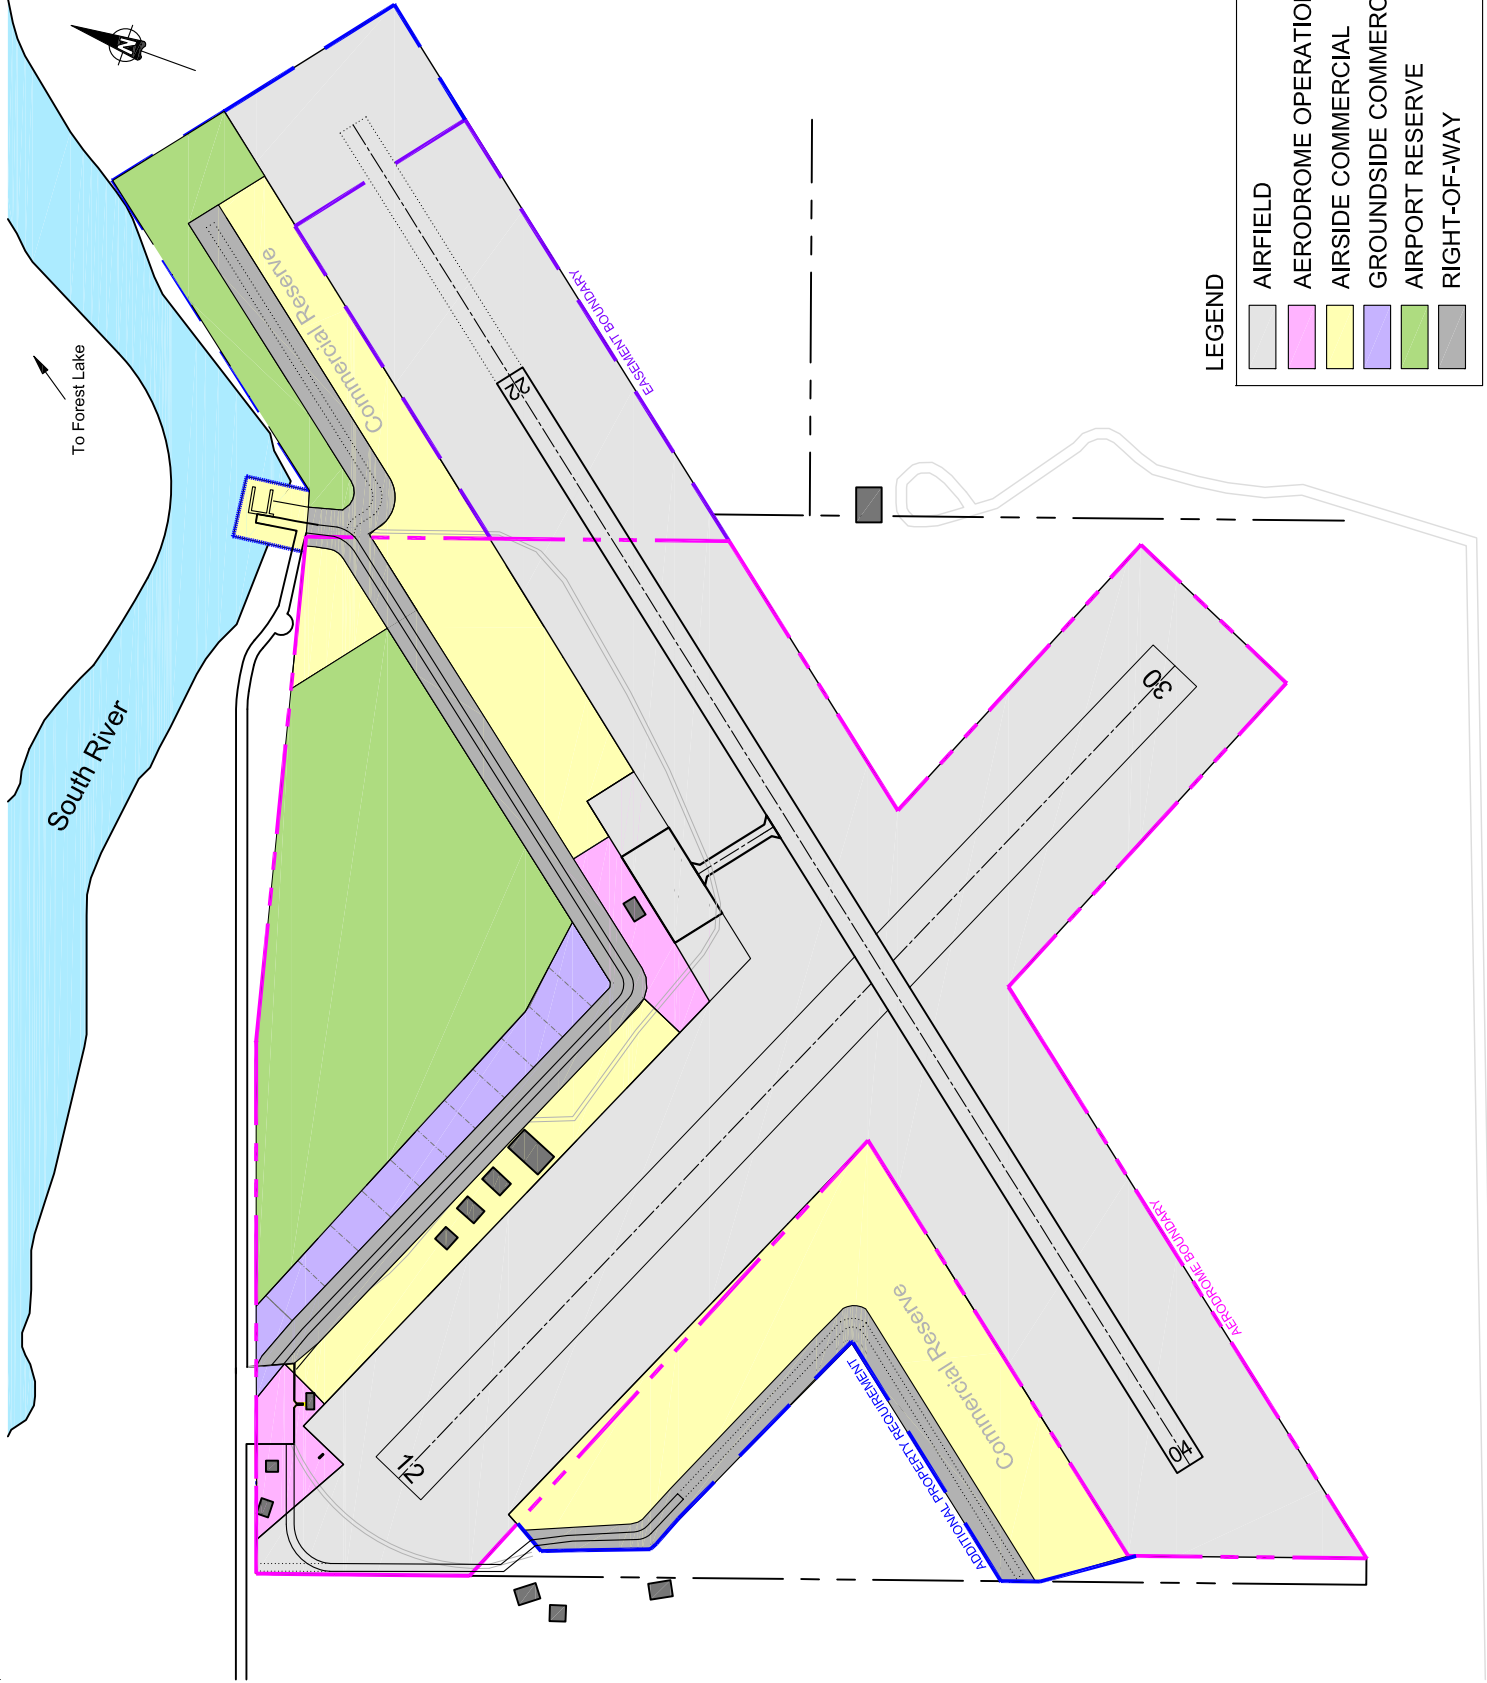 N
To Forest Lake
South River
Commercial Reserve
EASEMENT BOUNDARY
22
30
12
04
Commercial Reserve
ADDITIONAL PROPERTY REQUIREMENT
AERODROME BOUNDARY
LEGEND
AIRFIELD
AERODROME OPERATION
AIRSIDE COMMERCIAL
GROUNDSIDE COMMERC
AIRPORT RESERVE
RIGHT-OF-WAY